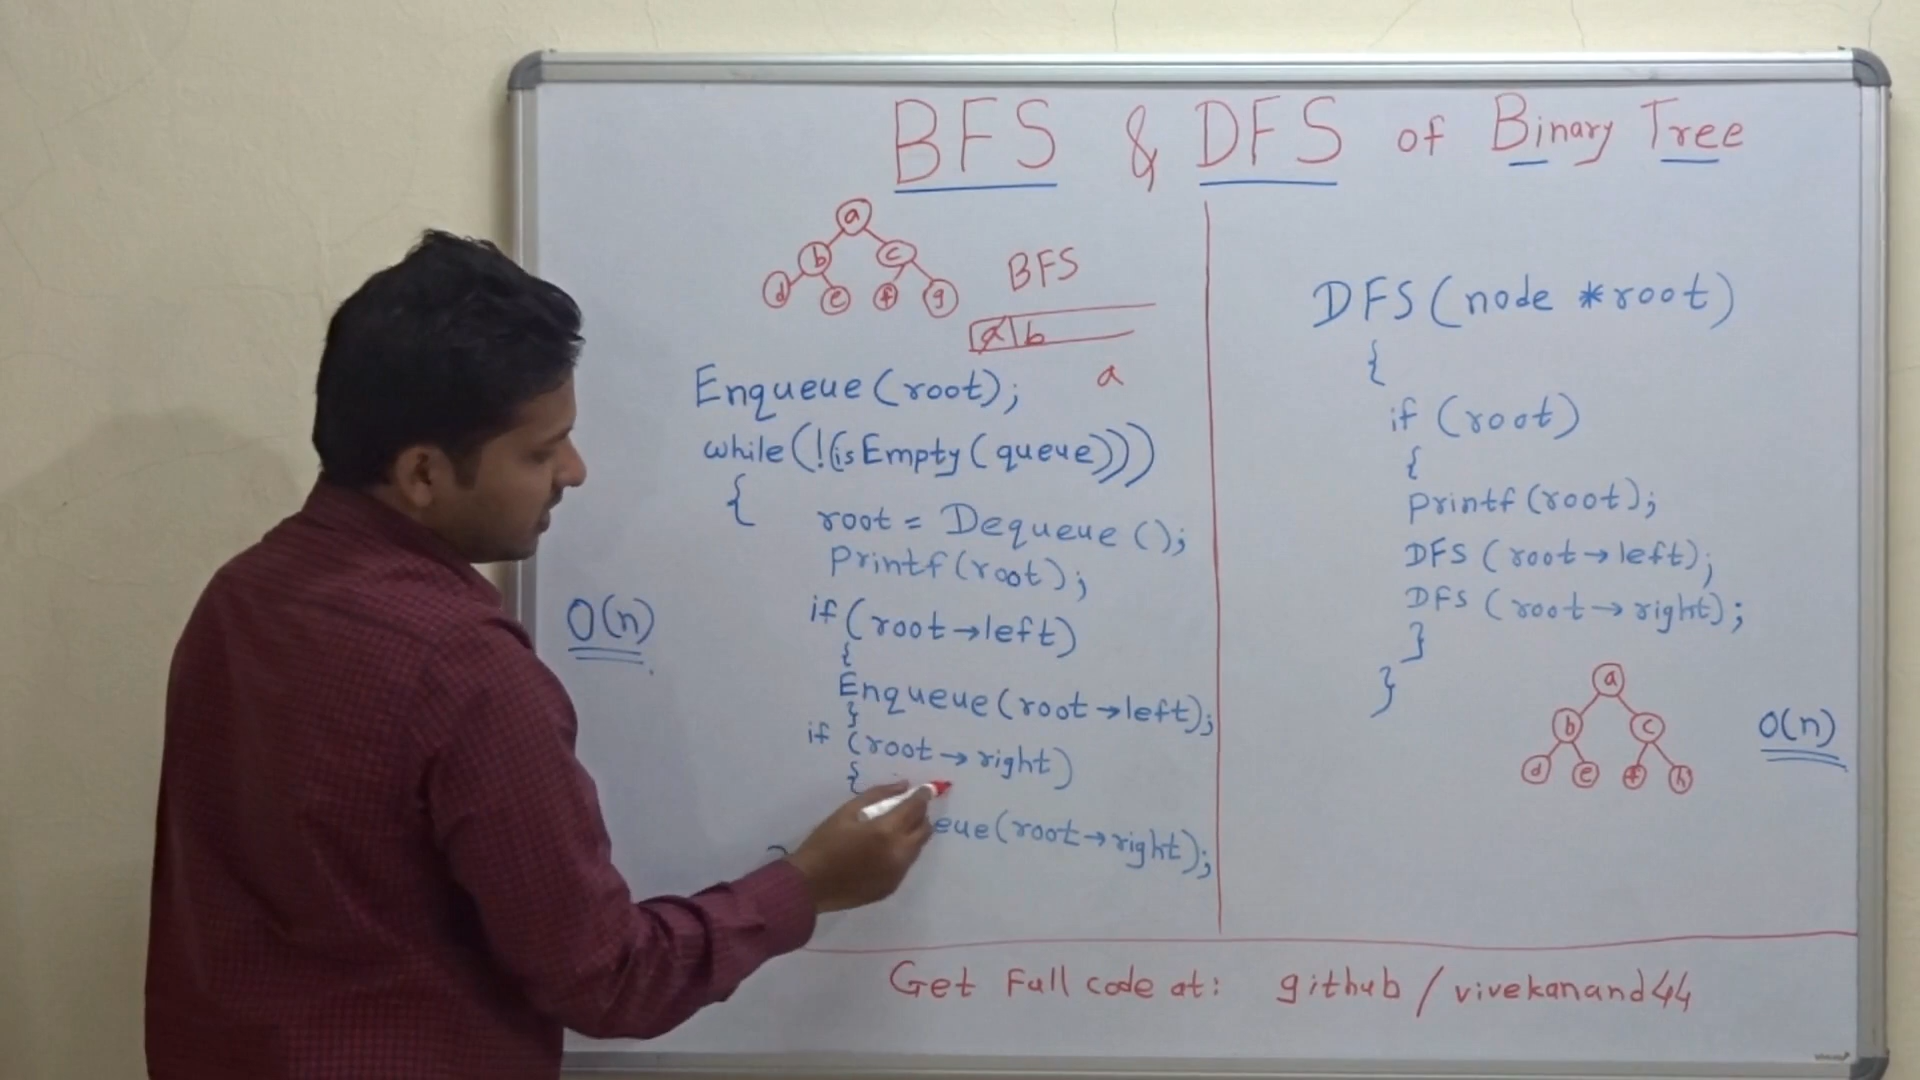 BFS & DFS of Binary Tree
a
b c
d e f g
BFS
a b
a
Enqueue(root);
while(!(isEmpty(queue)))
{
root = Dequeue();
Printf(root);
if(root→left)
{
Enqueue(root→left);
}
if(root→right)
{
eue(root→right);
O(n)
DFS(node *root)
{
if(root)
{
Printf(root);
DFS(root→left);
DFS(root→right);
}
}
a
b c
d e f h
O(n)
Get Full code at: github/vivekanand44